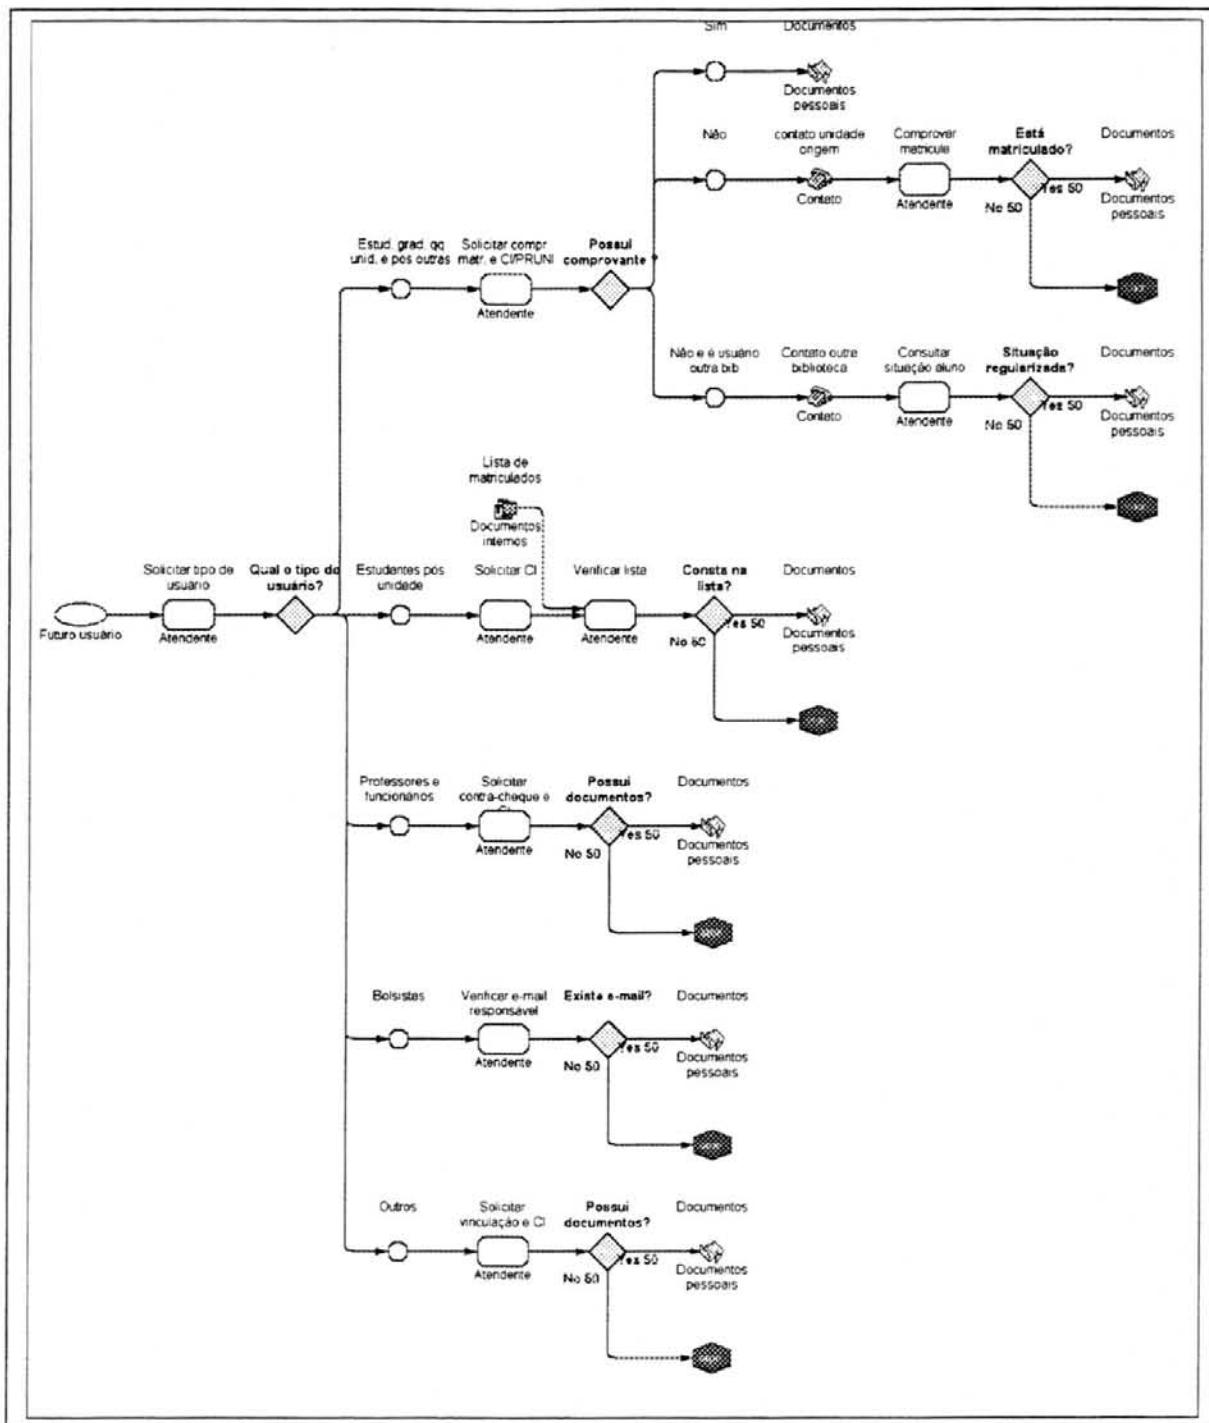 Sim
Documentos
Documentos
pessoais
Não
contato unidade
origem
Comprovar
matricule
Está
matriculado?
Documentos
Contato
Atendente
Yes 50
No 50
Documentos
pessoais
Estud. grad. qq
unid. e pós outras
Solicitar compr
matr. e CI/PRUNI
Possui
comprovante
Atendente
Não e é usuário
outra bib
Contato outra
biblioteca
Consultar
situação aluno
Situação
regularizada?
Documentos
Contato
Atendente
Yes 50
No 50
Documentos
pessoais
Lista de
matriculados
Documentos
internos
Solicitar tipo de
usuário
Qual o tipo do
usuário?
Estudantes pós
unidade
Solicitar CI
Verificar lista
Consta na
lista?
Documentos
Futuro usuário
Atendente
Atendente
Atendente
Yes 50
No 50
Documentos
pessoais
Professores e
funcionários
Solicitar
contra-cheque e
Possui
documentos?
Documentos
Atendente
Yes 50
No 50
Documentos
pessoais
Bolsistas
Verificar e-mail
responsável
Existe e-mail?
Documentos
Atendente
Yes 50
No 50
Documentos
pessoais
Outros
Solicitar
vinculação e CI
Possui
documentos?
Documentos
Atendente
Yes 50
No 50
Documentos
pessoais